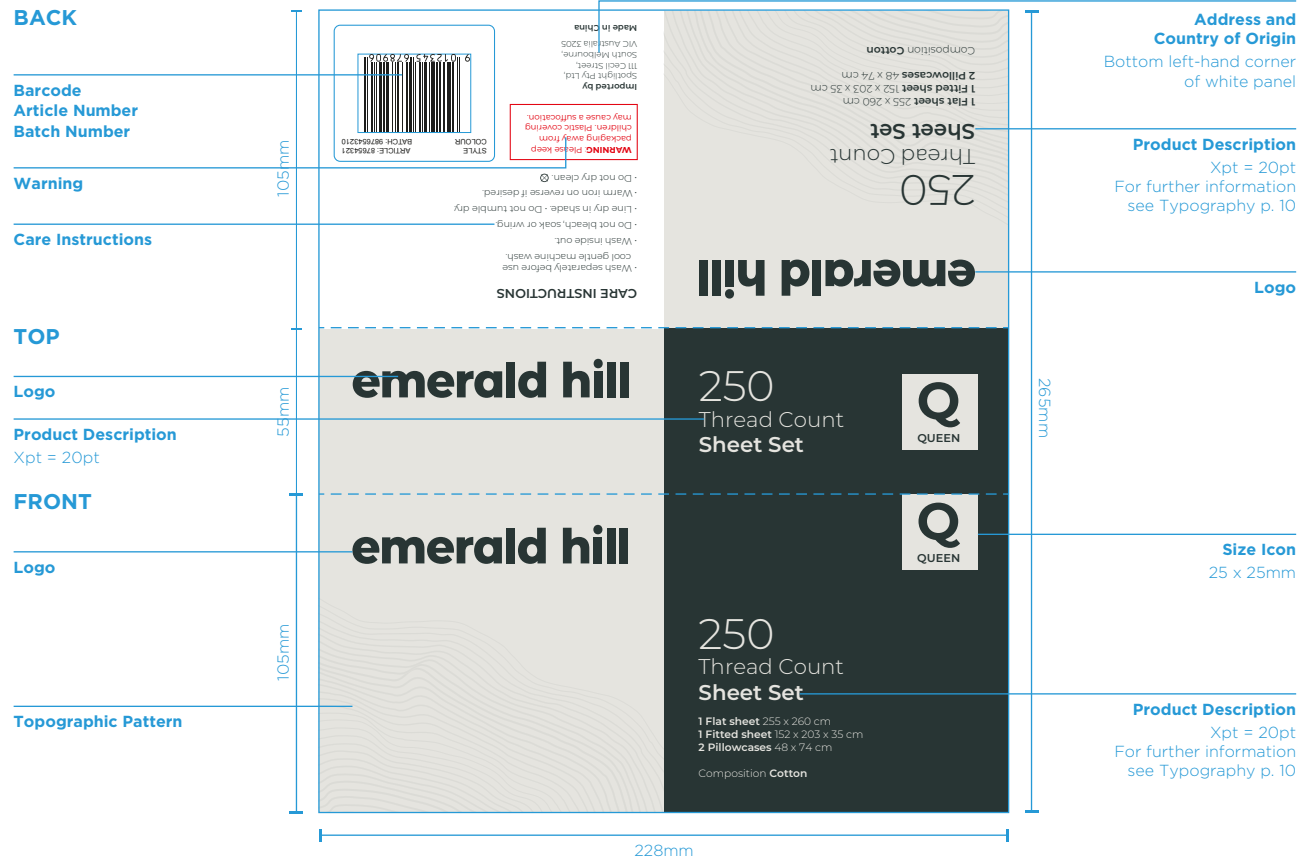 BACK
Barcode
Article Number
Batch Number
Warning
Care Instructions
TOP
Logo
Product Description
Xpt = 20pt
FRONT
Logo
Topographic Pattern
105mm
55mm
105mm
STYLE ARTICLE: 87654321
COLOUR BATCH: 9876543210
9 012345 678906
WARNING: Please keep
packaging away from
children. Plastic covering
may cause a suffocation.
Imported by
Spotlight Pty Ltd,
111 Cecil Street,
South Melbourne,
VIC Australia 3205
Made in China
CARE INSTRUCTIONS
· Wash separately before use
cool gentle machine wash.
· Wash inside out.
· Do not bleach, soak or wring.
· Line dry in shade. · Do not tumble dry
· Warm iron on reverse if desired.
· Do not dry clean.
emerald hill
250
Thread Count
Sheet Set
1 Flat sheet 255 x 260 cm
1 Fitted sheet 152 x 203 x 35 cm
2 Pillowcases 48 x 74 cm
Composition Cotton
emerald hill
250
Thread Count
Sheet Set
Q
QUEEN
emerald hill
Q
QUEEN
250
Thread Count
Sheet Set
1 Flat sheet 255 x 260 cm
1 Fitted sheet 152 x 203 x 35 cm
2 Pillowcases 48 x 74 cm
Composition Cotton
228mm
265mm
Address and
Country of Origin
Bottom left-hand corner
of white panel
Product Description
Xpt = 20pt
For further information
see Typography p. 10
Logo
Size Icon
25 x 25mm
Product Description
Xpt = 20pt
For further information
see Typography p. 10